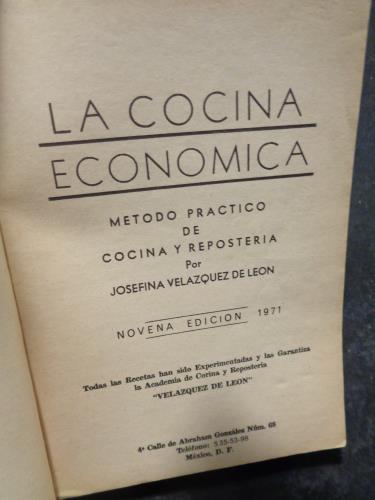 LA COCINA
ECONOMICA
METODO PRACTICO
DE
COCINA Y REPOSTERIA
Por
JOSEFINA VELAZQUEZ DE LEON
NOVENA EDICION 1971
Todas las Recetas han sido Experimentadas y las Garantiza
la Academia de Cocina y Repostería
"VELAZQUEZ DE LEON"
4ª Calle de Abraham González Núm. 68
Teléfono: 5 35-53-98
México, D. F.